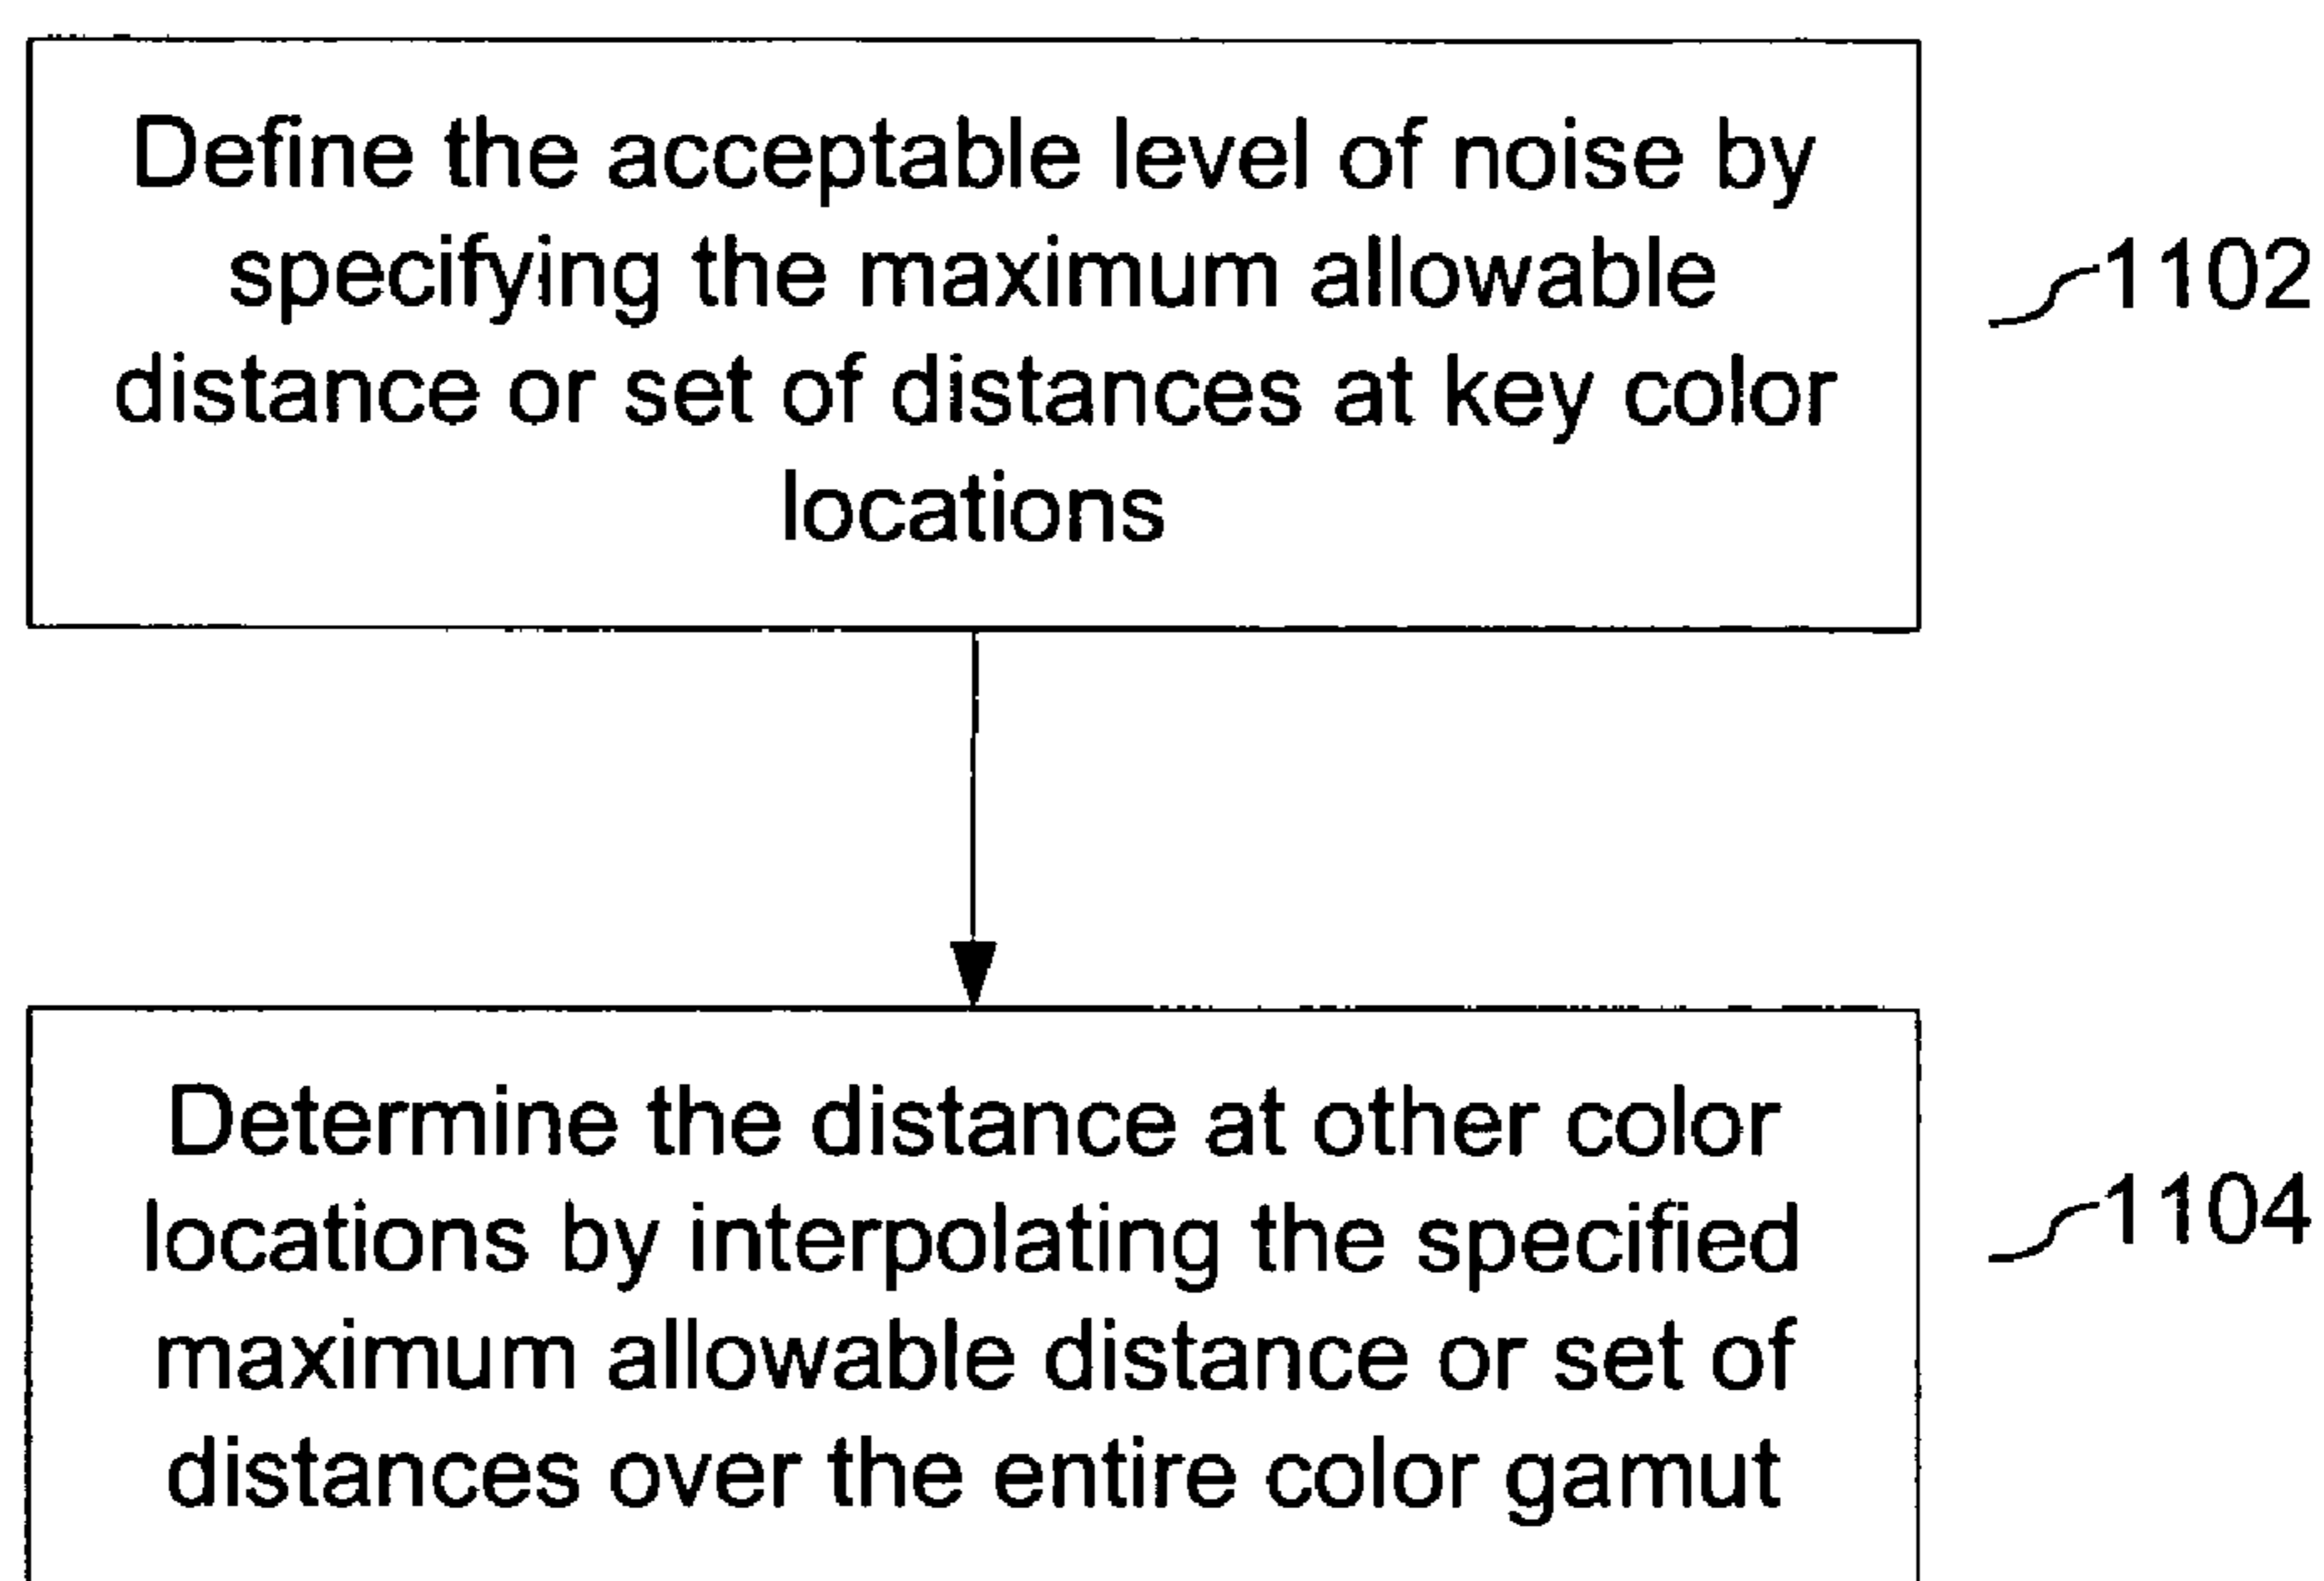 Define the acceptable level of noise by
specifying the maximum allowable
distance or set of distances at key color
locations
1102
Determine the distance at other color
locations by interpolating the specified
maximum allowable distance or set of
distances over the entire color gamut
1104